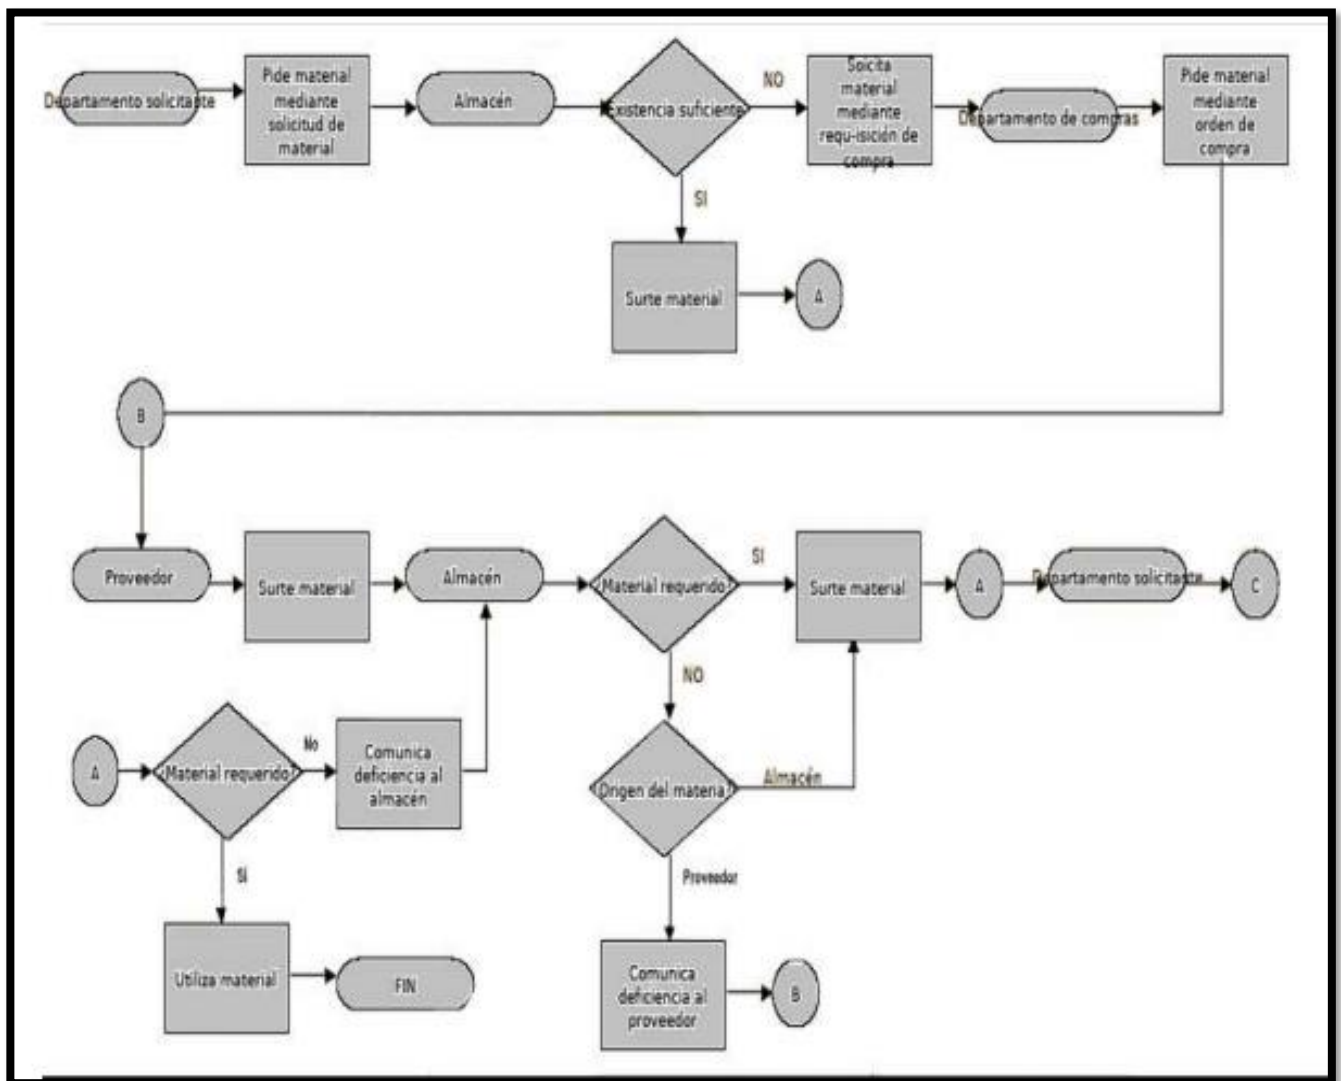 Departamento solicitante
Pide material
mediante
solicitud de
material
Almacén
Existencia suficiente
NO
Soicita
material
mediante
requ-isición de
compra
Departamento de compras
Pide material
mediante
orden de
compra
SI
Surte material
A
B
Proveedor
Surte material
Almacén
¿Material requerido?
SI
Surte material
A
Departamento solicitante
C
NO
A
¿Material requerido?
No
Comunica
deficiencia al
almacén
¿Origen del material?
Almacén
Sí
Proveedor
Utiliza material
FIN
Comunica
deficiencia al
proveedor
B